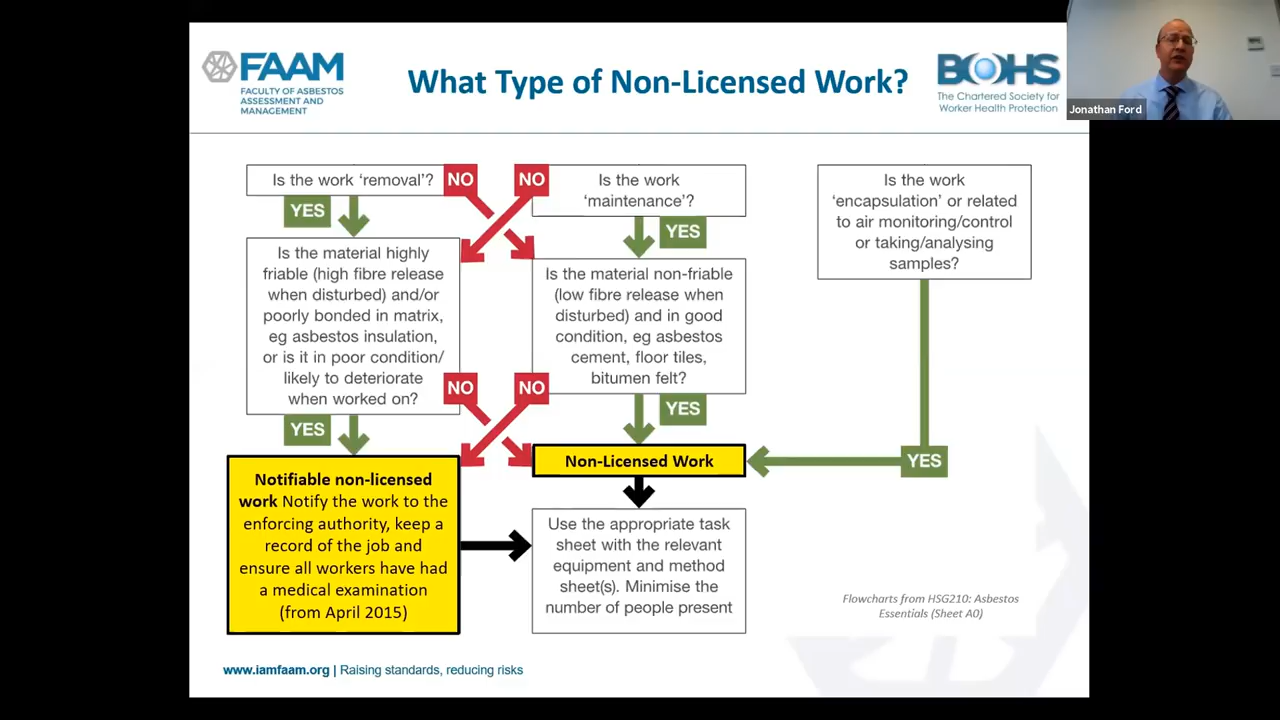 FAAM
FACULTY OF ASBESTOS
ASSESSMENT AND
MANAGEMENT
What Type of Non-Licensed Work?
BOHS
The Chartered Society for
Worker Health Protection
Jonathan Ford
Is the work ‘removal’?
NO
NO
Is the work
‘maintenance’?
Is the work
‘encapsulation’ or related
to air monitoring/control
or taking/analysing
samples?
YES
YES
Is the material highly
friable (high fibre release
when disturbed) and/or
poorly bonded in matrix,
eg asbestos insulation,
or is it in poor condition/
likely to deteriorate
when worked on?
Is the material non-friable
(low fibre release when
disturbed) and in good
condition, eg asbestos
cement, floor tiles,
bitumen felt?
NO
NO
YES
YES
Notifiable non-licensed
work Notify the work to the
enforcing authority, keep a
record of the job and
ensure all workers have had
a medical examination
(from April 2015)
Non-Licensed Work
YES
Use the appropriate task
sheet with the relevant
equipment and method
sheet(s). Minimise the
number of people present
Flowcharts from HSG210: Asbestos
Essentials (Sheet A0)
www.iamfaam.org | Raising standards, reducing risks